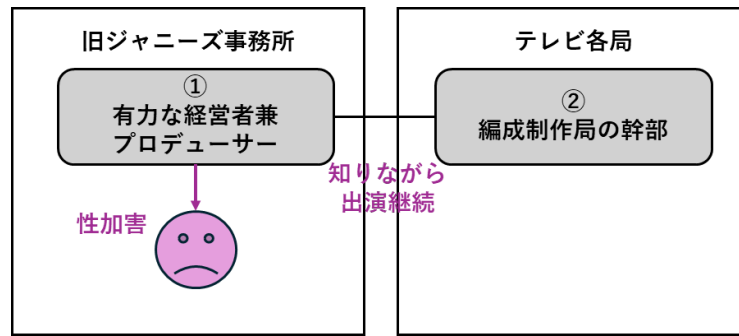 旧ジャニーズ事務所
①
有力な経営者兼
プロデューサー
性加害
知りながら
出演継続
テレビ各局
②
編成制作局の幹部